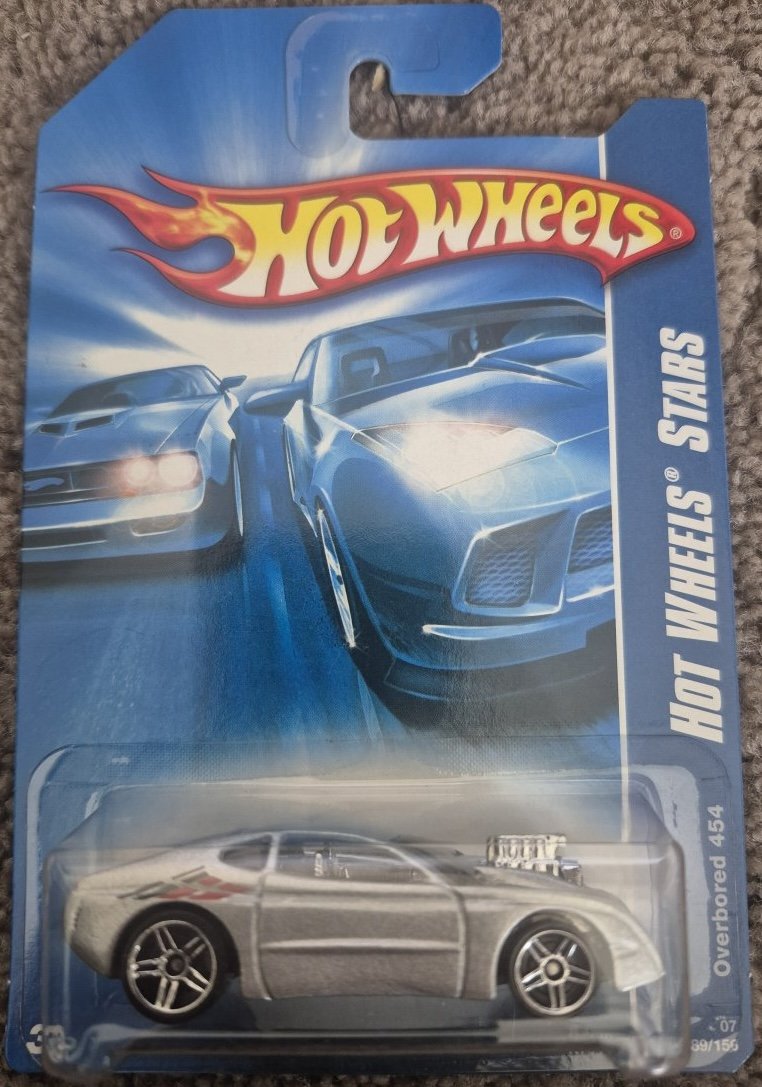 HOT WHEELS®
HOT WHEELS® STARS
Overbored 454
07
89/156